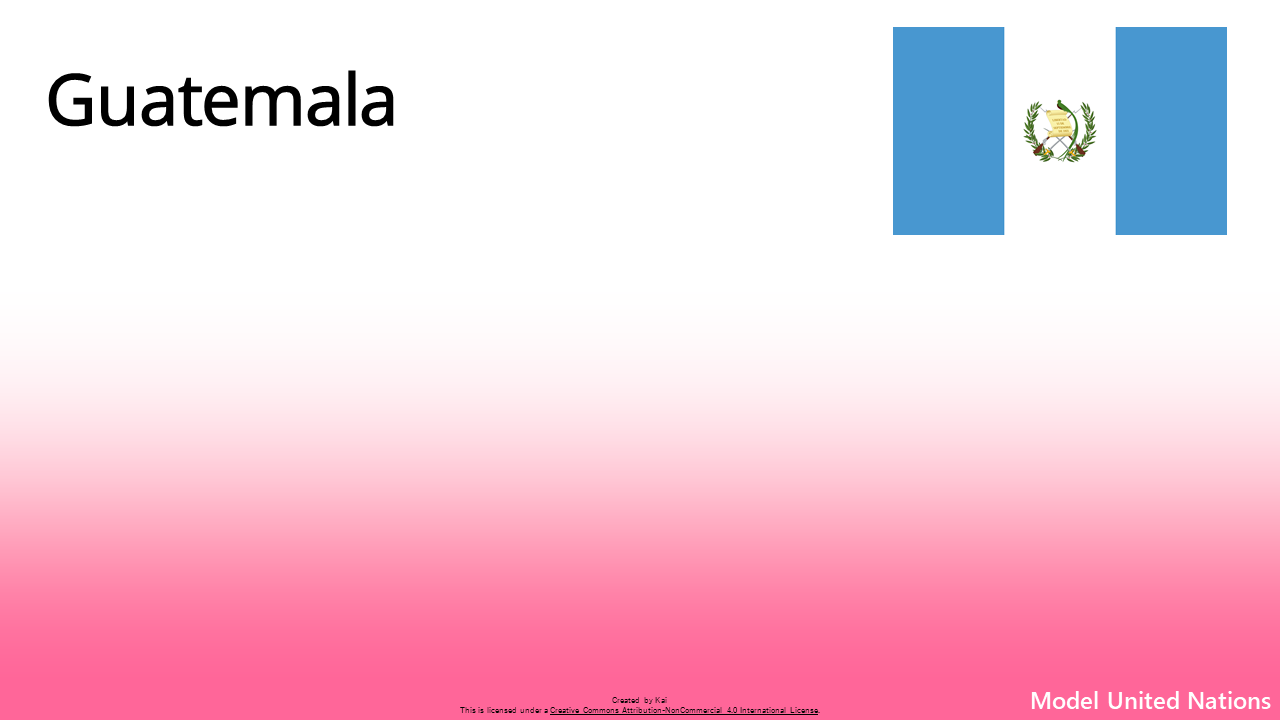 Guatemala
Created by Kai
This is licensed under a Creative Commons Attribution-NonCommercial 4.0 International License.
Model United Nations